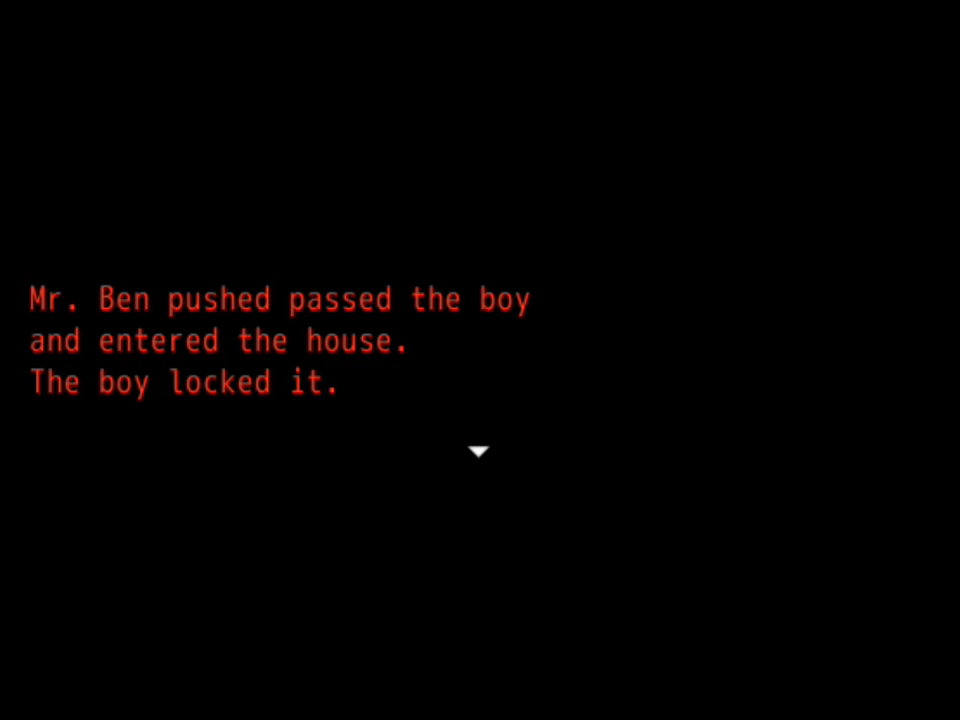 Mr. Ben pushed passed the boy
and entered the house.
The boy locked it.